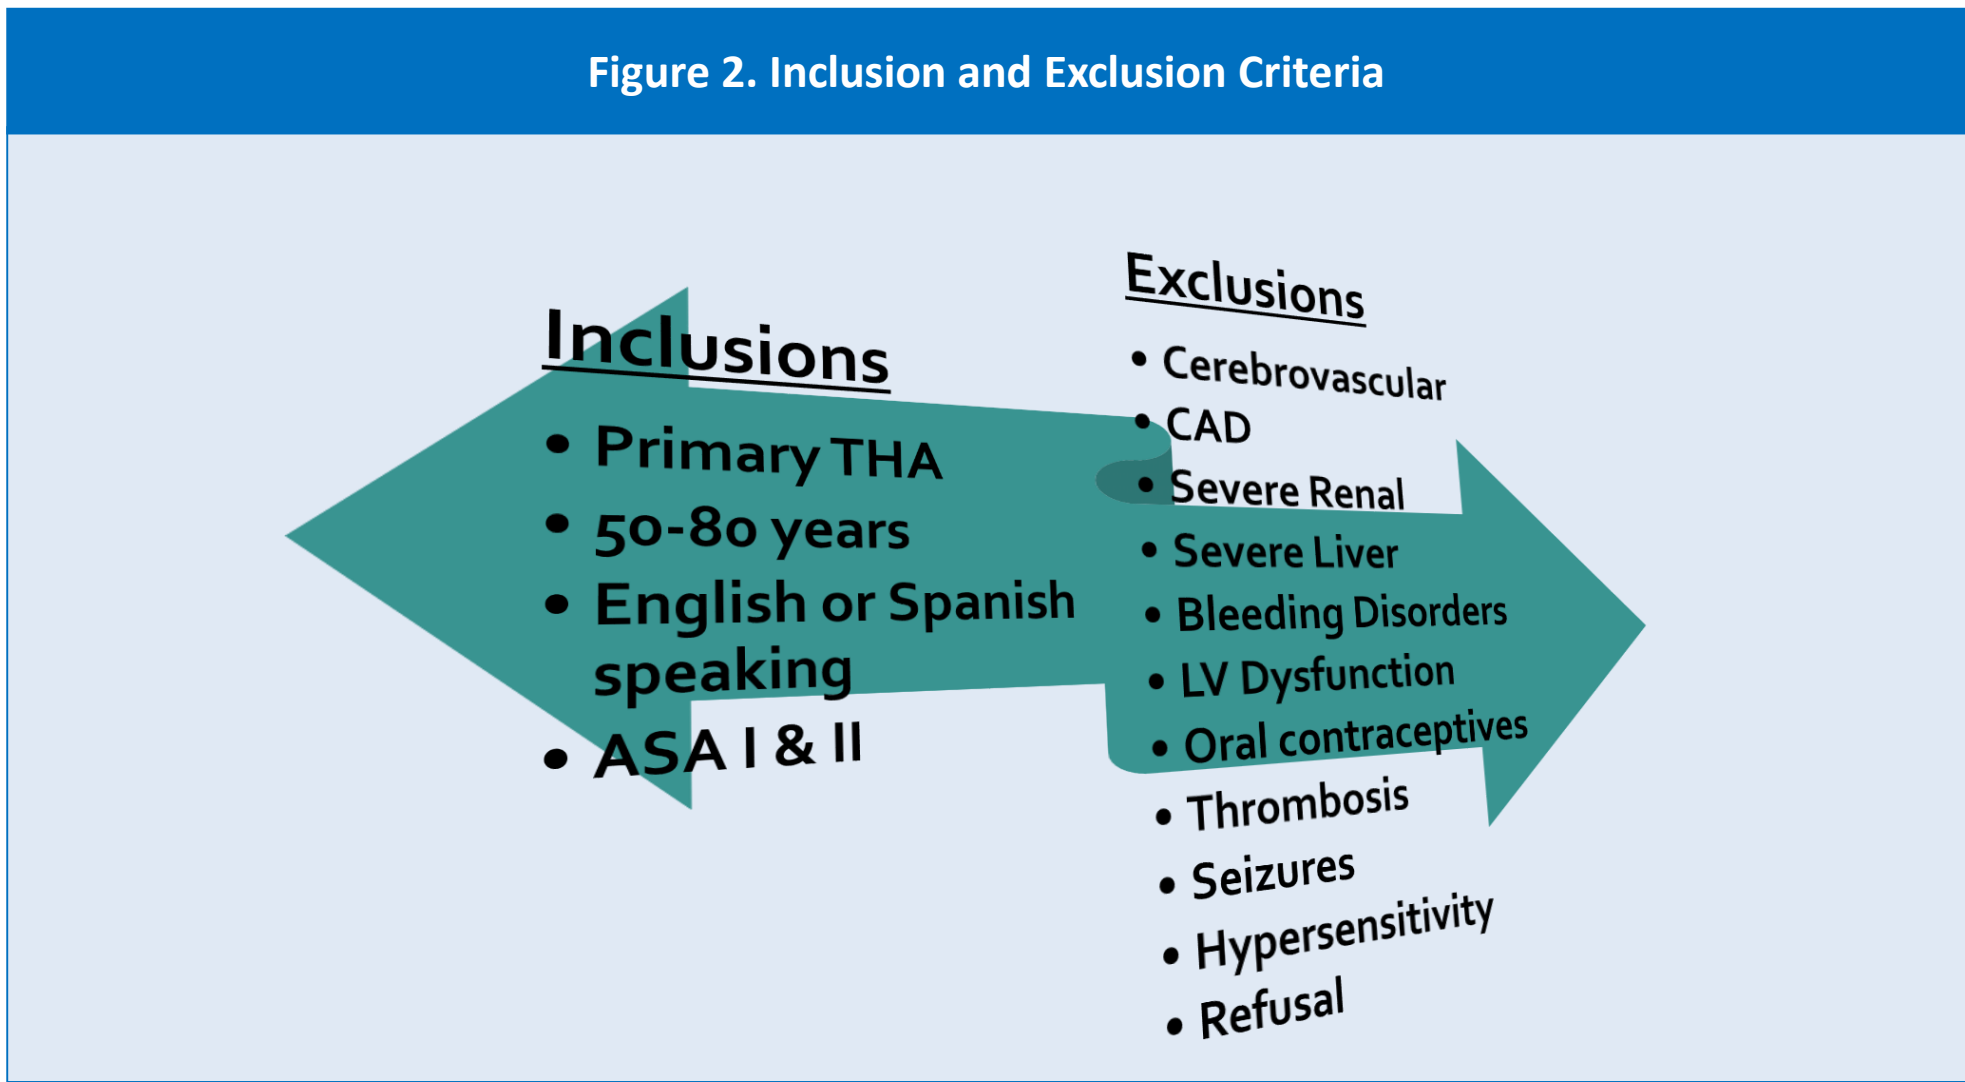 Figure 2. Inclusion and Exclusion Criteria
Inclusions
• Primary THA
• 50-80 years
• English or Spanish
speaking
• ASA I & II
Exclusions
• Cerebrovascular
• CAD
• Severe Renal
• Severe Liver
• Bleeding Disorders
• LV Dysfunction
• Oral contraceptives
• Thrombosis
• Seizures
• Hypersensitivity
• Refusal